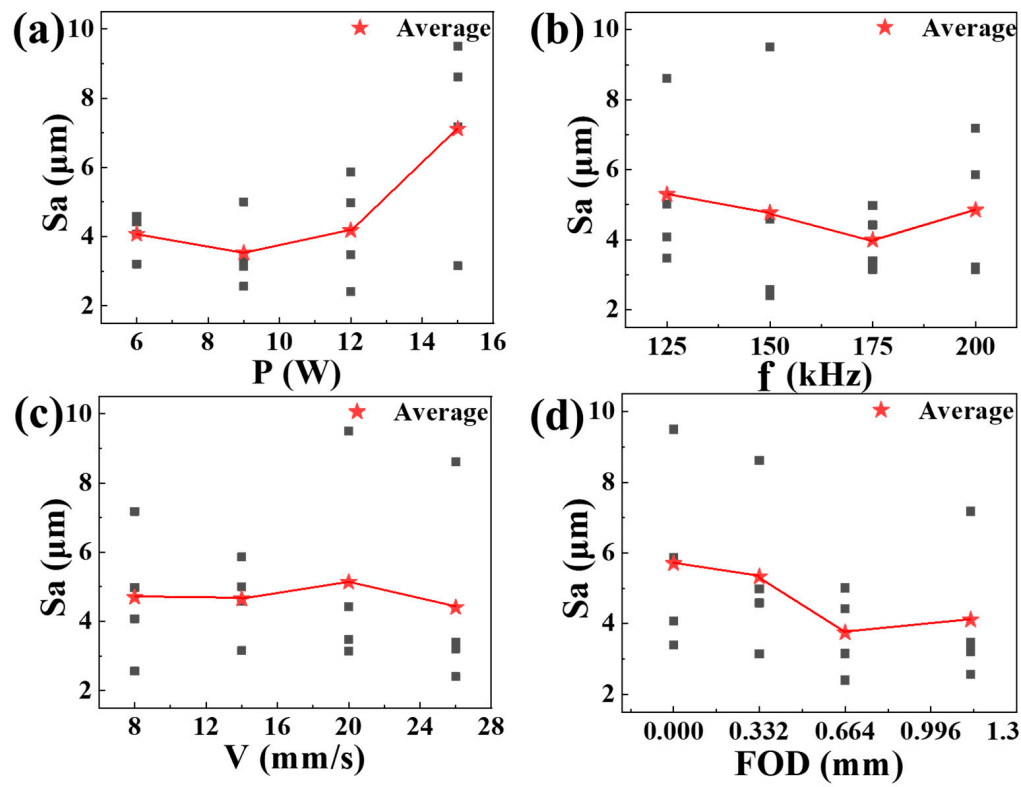 (a)
Average
10
8
6
4
2
Sa (μm)
6 8 10 12 14 16
P (W)
(b)
Average
10
8
6
4
2
Sa (μm)
125 150 175 200
f (kHz)
(c)
Average
10
8
6
4
2
Sa (μm)
8 12 16 20 24 28
V (mm/s)
(d)
Average
10
8
6
4
2
Sa (μm)
0.000 0.332 0.664 0.996 1.3
FOD (mm)